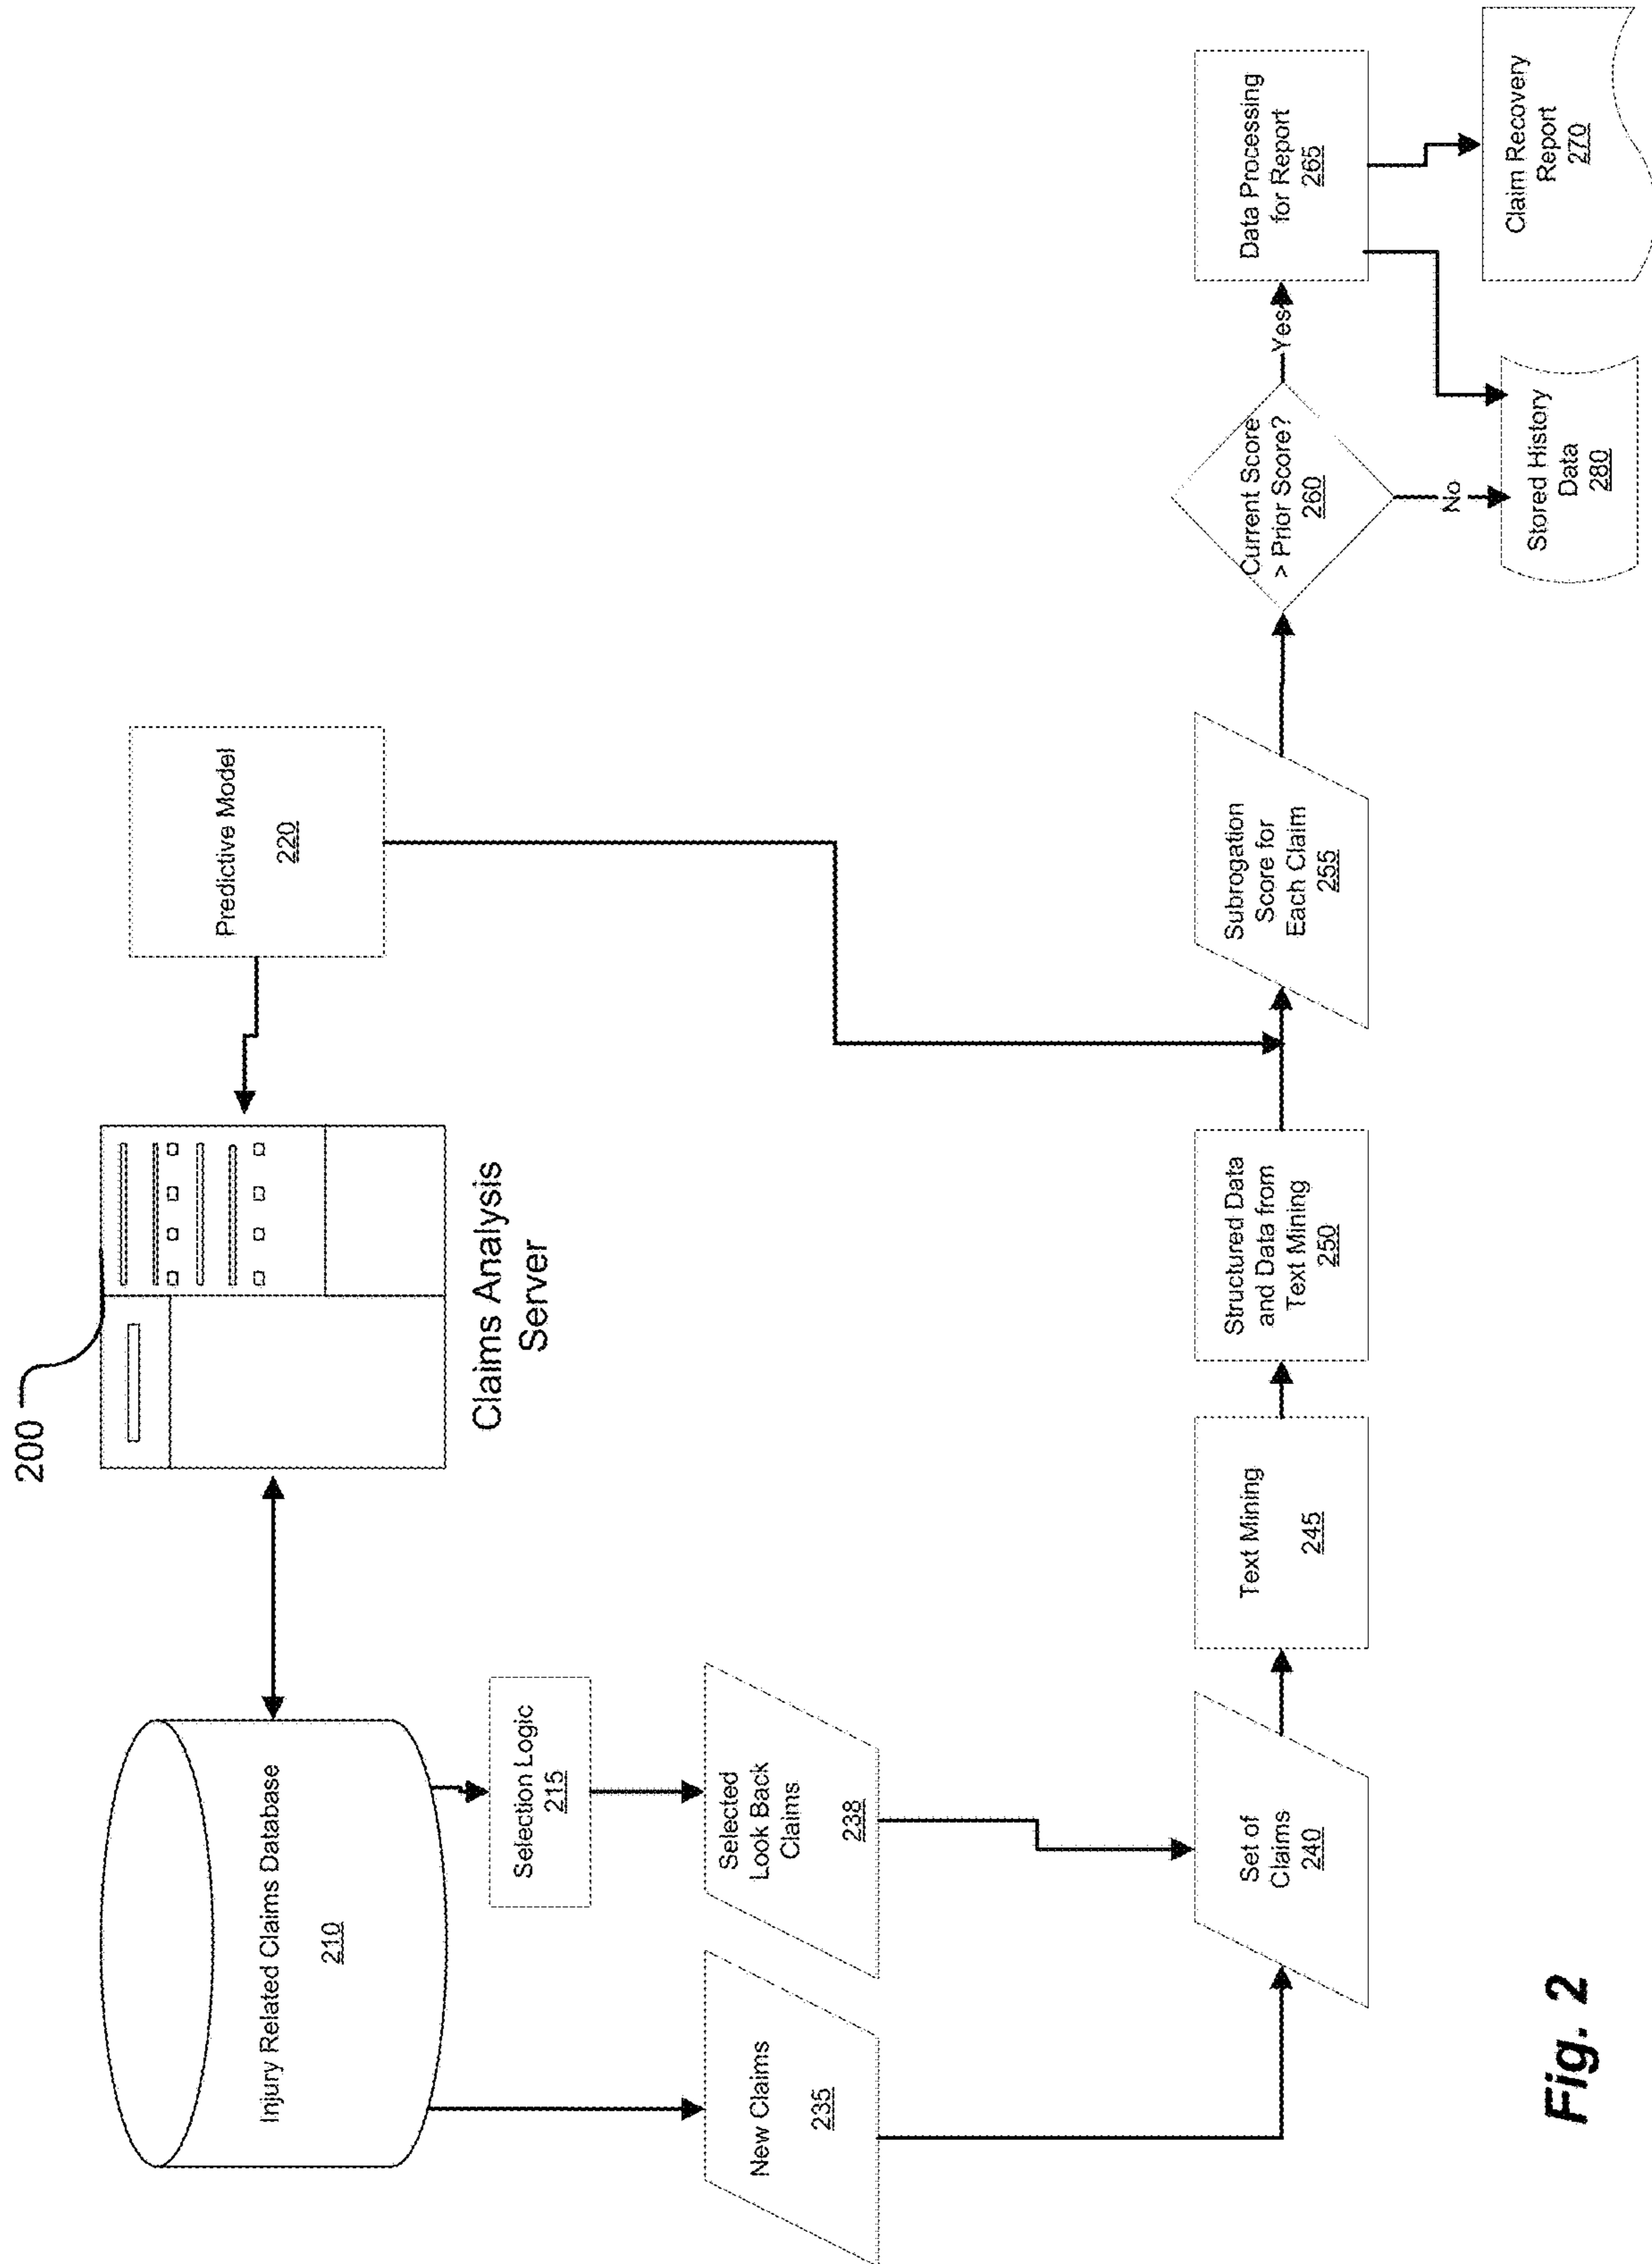 200
Injury Related Claims Database
210
Claims Analysis
Server
Predictive Model
220
Selection Logic
215
New Claims
235
Selected
Look Back
Claims
238
Set of
Claims
240
Text Mining
245
Structured Data
and Data from
Text Mining
250
Subrogation
Score for
Each Claim
255
Current Score
> Prior Score?
260
Yes
No
Data Processing
for Report
265
Stored History
Data
280
Claim Recovery
Report
270
Fig. 2